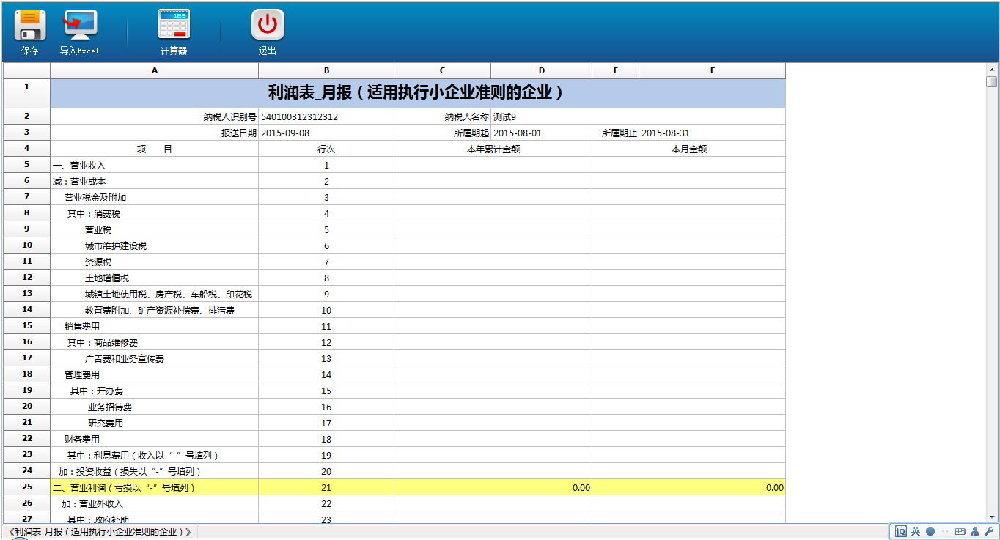 保存 导入Excel 计算器 退出
A B C D E F
1 利润表_月报（适用执行小企业准则的企业）
2 纳税人识别号 540100312312312 纳税人名称 测试9
3 报送日期 2015-09-08 所属期起 2015-08-01 所属期止 2015-08-31
4 项 目 行次 本年累计金额 本月金额
5 一、营业收入 1
6 减：营业成本 2
7 营业税金及附加 3
8 其中：消费税 4
9 营业税 5
10 城市维护建设税 6
11 资源税 7
12 土地增值税 8
13 城镇土地使用税、房产税、车船税、印花税 9
14 教育费附加、矿产资源补偿费、排污费 10
15 销售费用 11
16 其中：商品维修费 12
17 广告费和业务宣传费 13
18 管理费用 14
19 其中：开办费 15
20 业务招待费 16
21 研究费用 17
22 财务费用 18
23 其中：利息费用（收入以“-”号填列） 19
24 加：投资收益（损失以“-”号填列） 20
25 二、营业利润（亏损以“-”号填列） 21 0.00 0.00
26 加：营业外收入 22
27 其中：政府补助 23
《利润表_月报（适用执行小企业准则的企业）》 英